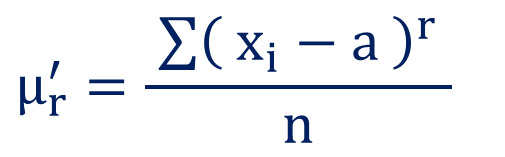 μ′ᵣ = ∑( xᵢ − a )ʳ / n